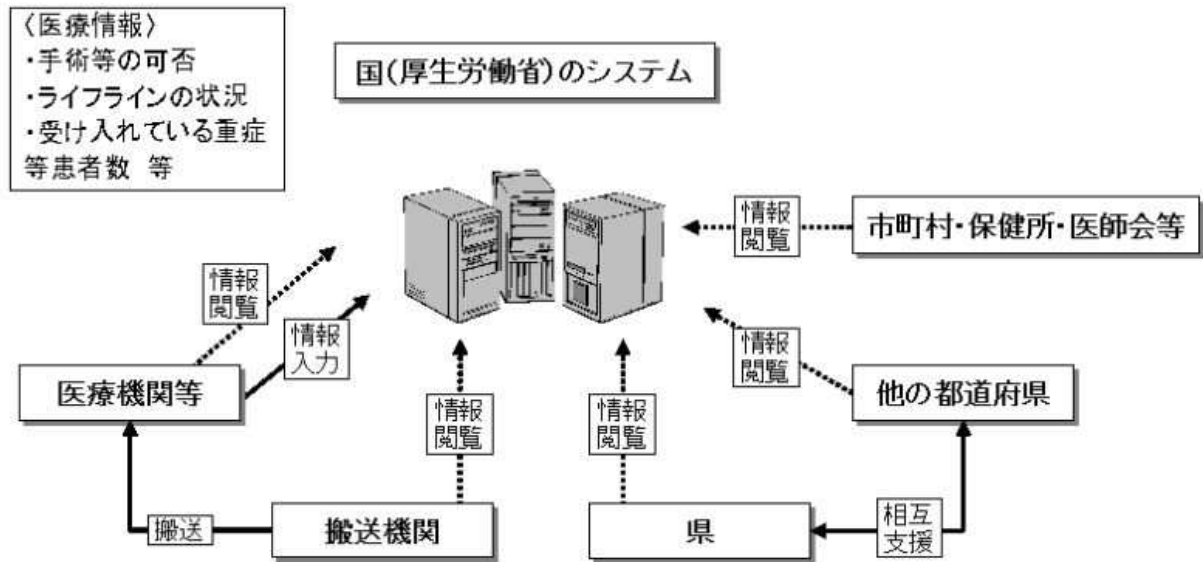 〈医療情報〉
・手術等の可否
・ライフラインの状況
・受け入れている重症
等患者数 等
国(厚生労働省)のシステム
情報
閲覧
市町村・保健所・医師会等
情報
閲覧
情報
入力
情報
閲覧
医療機関等
他の都道府県
情報
閲覧
情報
閲覧
搬送
搬送機関
県
相互
支援